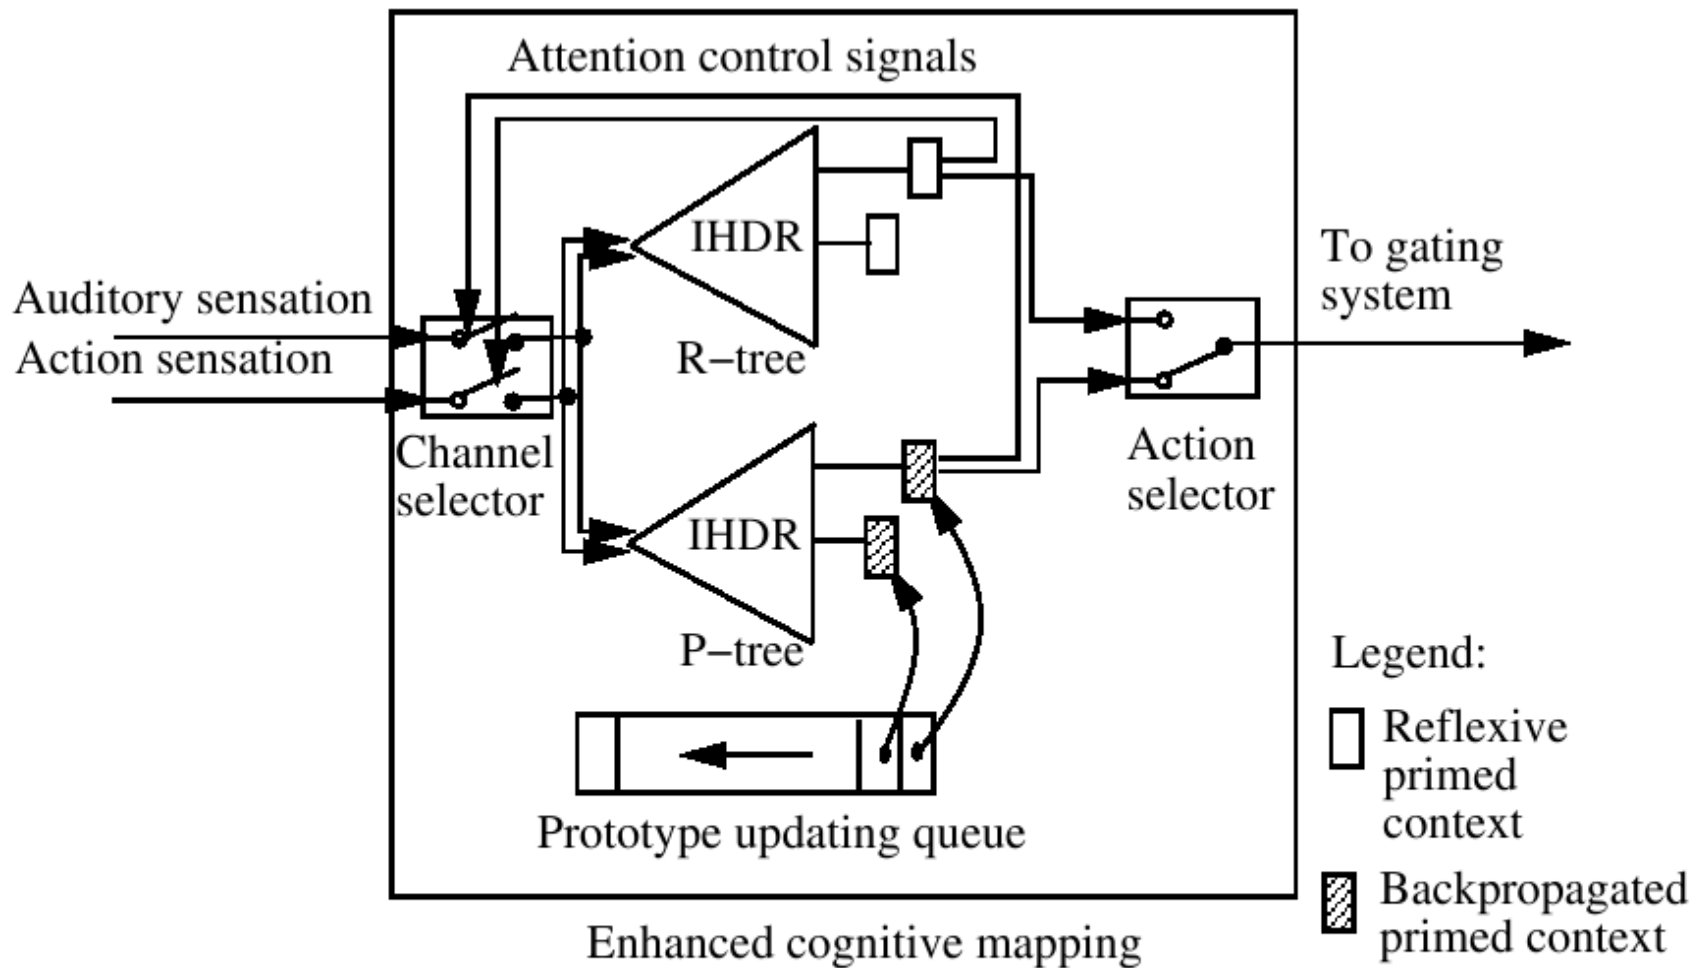 Attention control signals
IHDR
To gating
system
Auditory sensation
Action sensation
R−tree
Channel
selector
Action
selector
IHDR
P−tree
Legend:
Reflexive
primed
context
Prototype updating queue
Backpropagated
primed context
Enhanced cognitive mapping